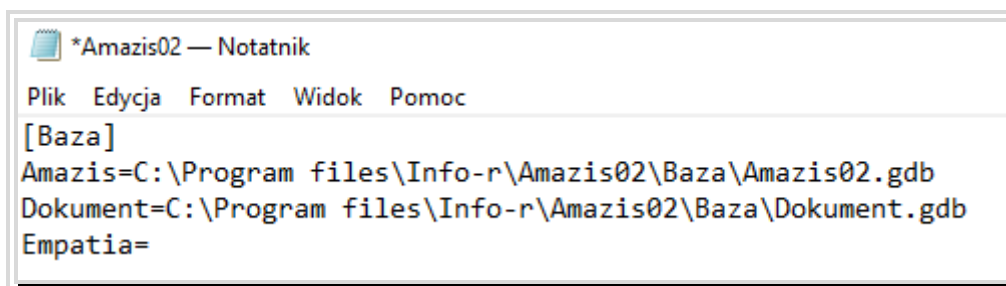 *Amazis02 — Notatnik
Plik Edycja Format Widok Pomoc
[Baza]
Amazis=C:\Program files\Info-r\Amazis02\Baza\Amazis02.gdb
Dokument=C:\Program files\Info-r\Amazis02\Baza\Dokument.gdb
Empatia=